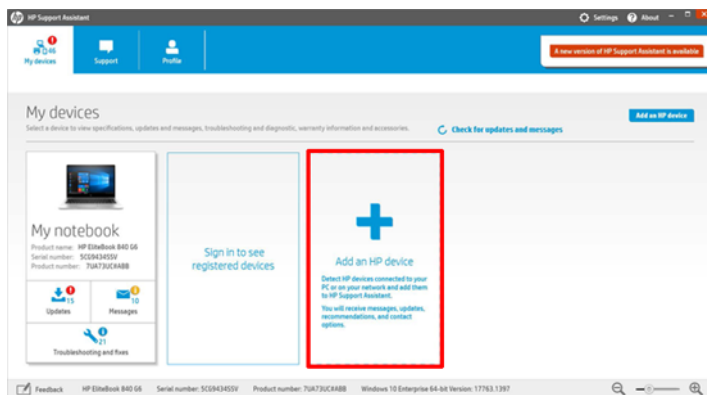 HP Support Assistant
Settings
About
My devices
46
Support
Profile
A new version of HP Support Assistant is available
My devices
Select a device to view specifications, updates and messages, troubleshooting and diagnostic, warranty information and accessories.
Check for updates and messages
Add an HP device
My notebook
Product name: HP EliteBook 840 G6
Serial number: 5CG9434SSV
Product number: 7UA73UC#ABB
15
Updates
10
Messages
21
Troubleshooting and fixes
Sign in to see
registered devices
Add an HP device
Detect HP devices connected to your
PC or on your network and add them
to HP Support Assistant.
You will receive messages, updates,
recommendations, and contact
options.
Feedback
HP EliteBook 840 G6
Serial number: 5CG9434SSV
Product number: 7UA73UC#ABB
Windows 10 Enterprise 64-bit Version: 17763.1397